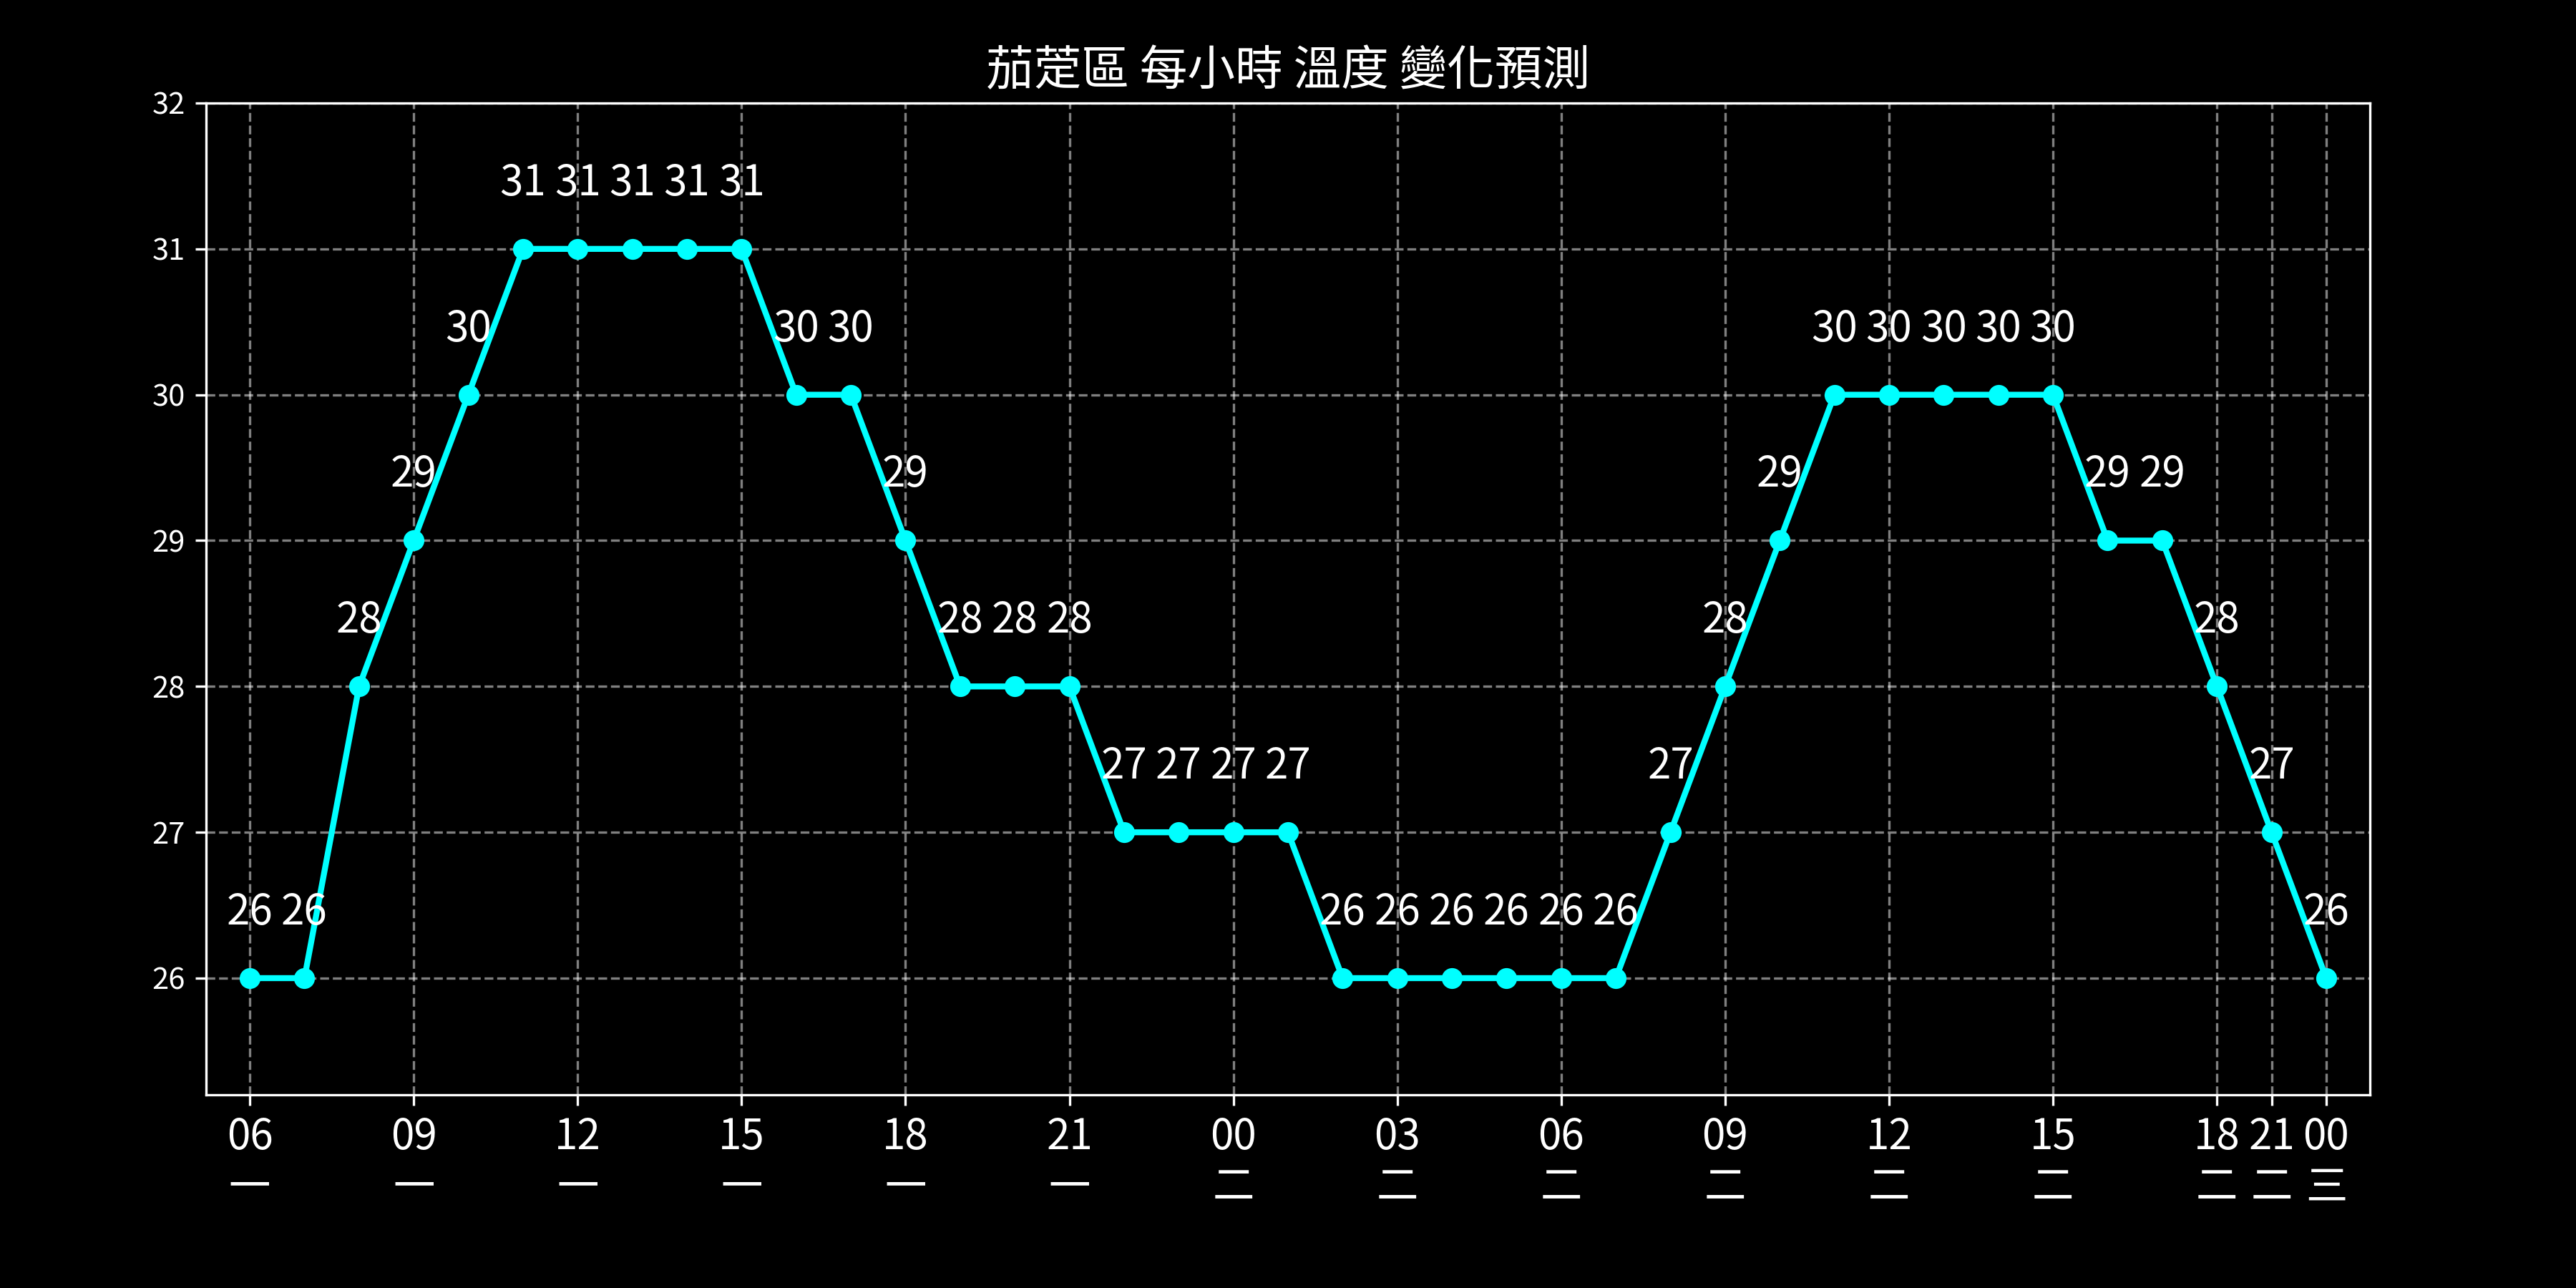 茄萣區 每小時 溫度 變化預測
32
31 31 31 31 31
31
30 30 30 30 30 30 30 30
30
29 29 29 29 29
29
28 28 28 28 28 28
28
27 27 27 27 27 27
27
26 26 26 26 26 26 26 26 26
26
06 09 12 15 18 21 00 03 06 09 12 15 18 21 00
一 一 一 一 一 一 二 二 二 二 二 二 二 二 三